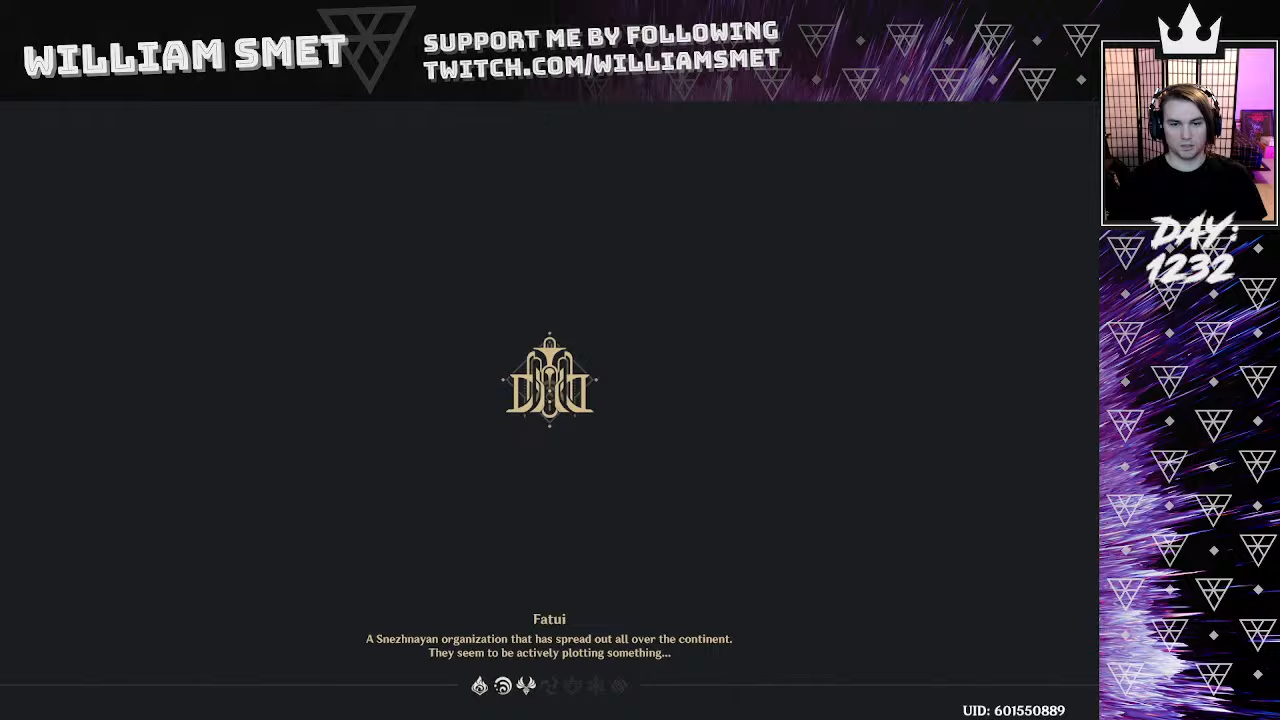 WILLIAM SMET
SUPPORT ME BY FOLLOWING
TWITCH.COM/WILLIAMSMET
DAY:
1232
Fatui
A Snezhnayan organization that has spread out all over the continent.
They seem to be actively plotting something...
UID: 601550889